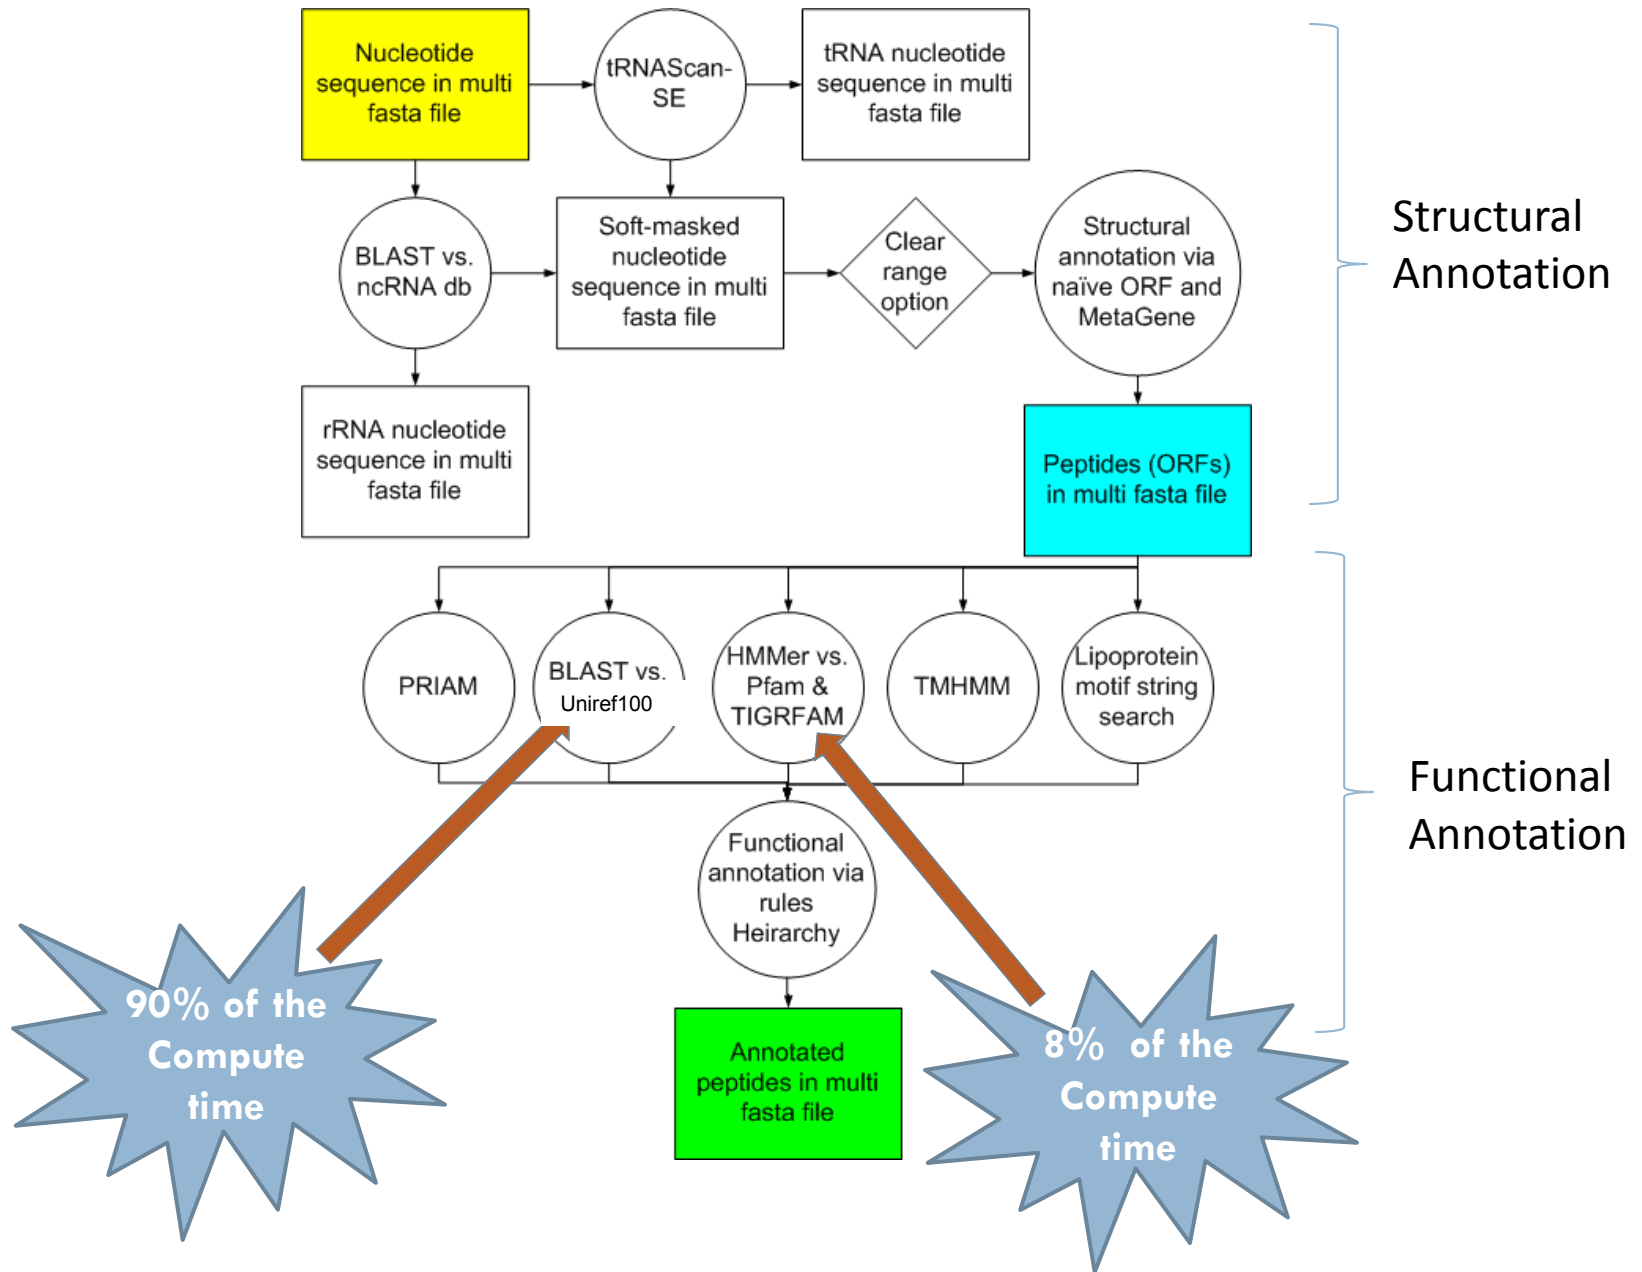 Nucleotide
sequence in multi
fasta file
tRNAScan-
SE
tRNA nucleotide
sequence in multi
fasta file
BLAST vs.
ncRNA db
Soft-masked
nucleotide
sequence in multi
fasta file
Clear
range
option
Structural
annotation via
naïve ORF and
MetaGene
Structural
Annotation
rRNA nucleotide
sequence in multi
fasta file
Peptides (ORFs)
in multi fasta file
PRIAM
BLAST vs.
Uniref100
HMMer vs.
Pfam &
TIGRFAM
TMHMM
Lipoprotein
motif string
search
Functional
Annotation
Functional
annotation via
rules
Heirarchy
90% of the
Compute
time
Annotated
peptides in multi
fasta file
8% of the
Compute
time